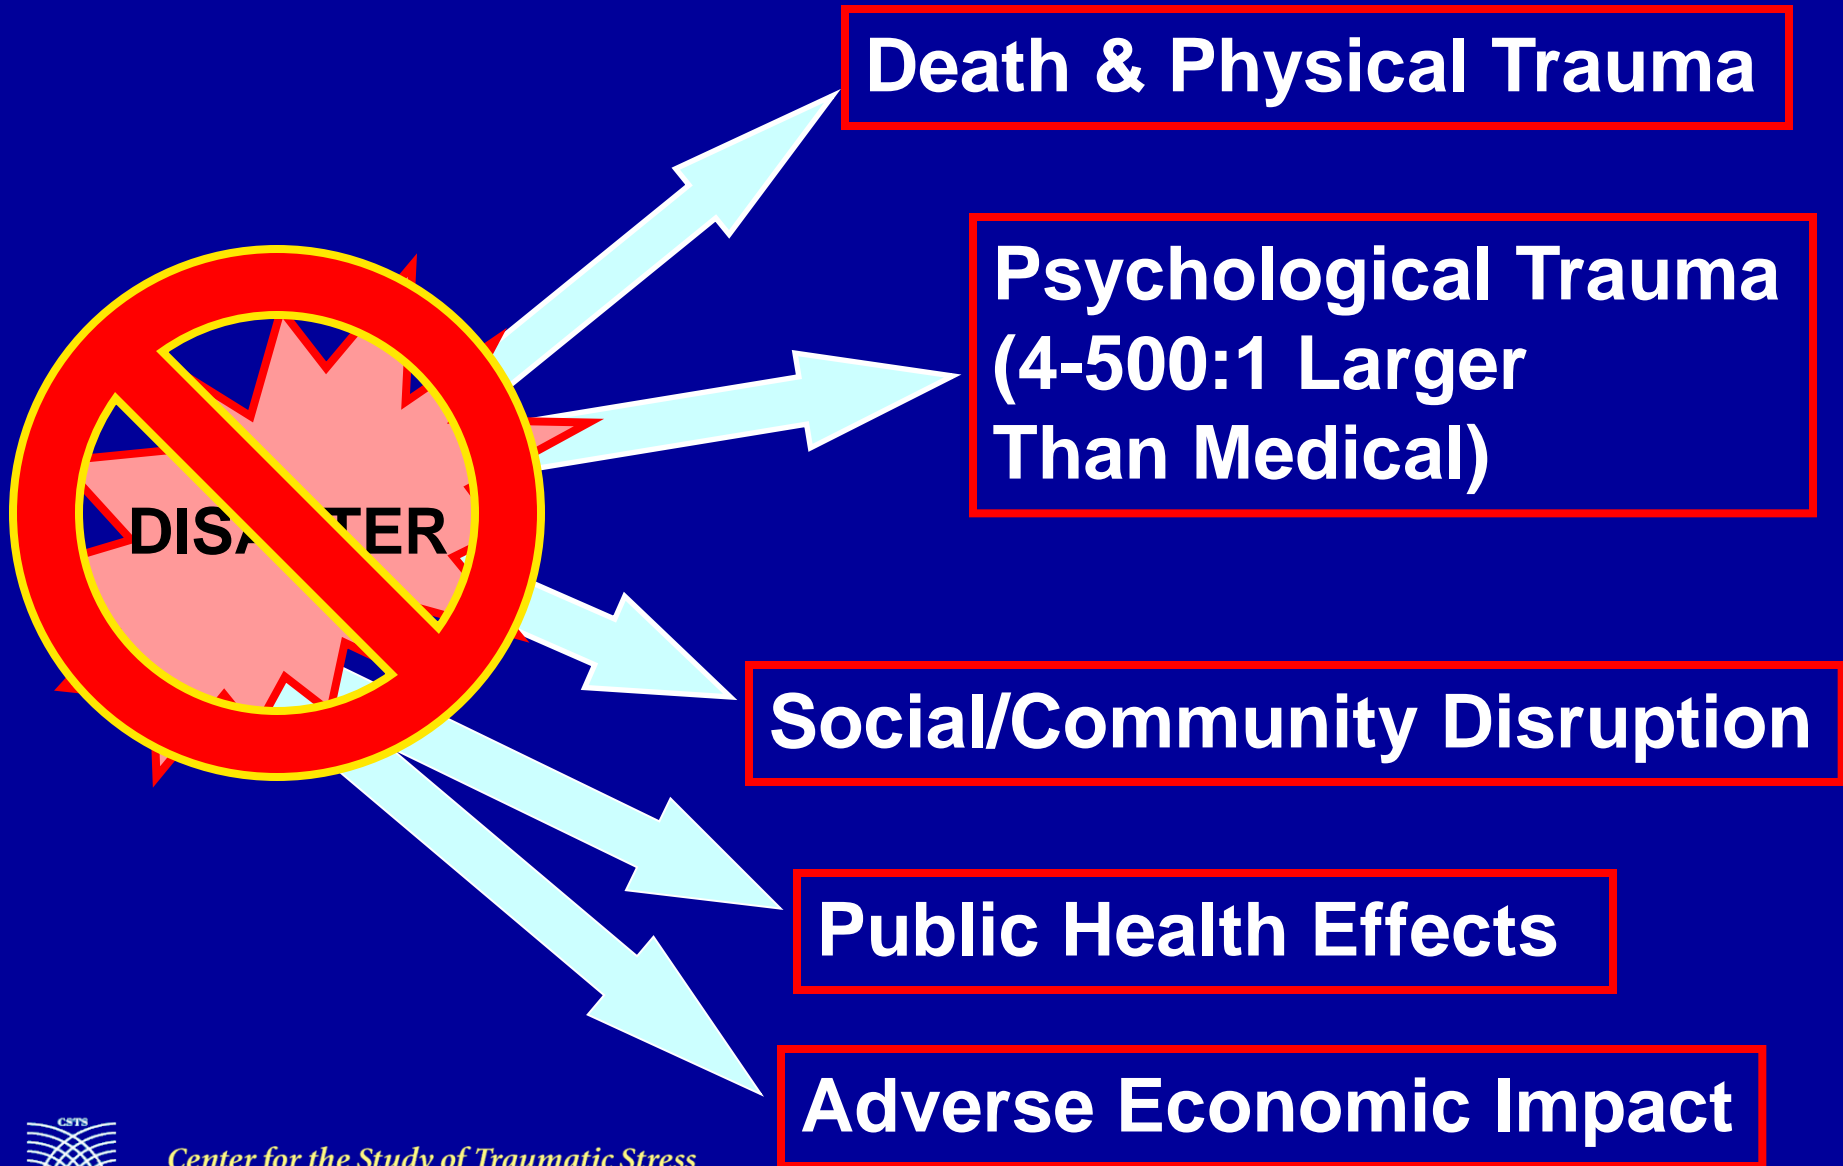 Death & Physical Trauma
Psychological Trauma
(4-500:1 Larger
Than Medical)
DISATER
Social/Community Disruption
Public Health Effects
Adverse Economic Impact
CSTS
Center for the Study of Traumatic Stress